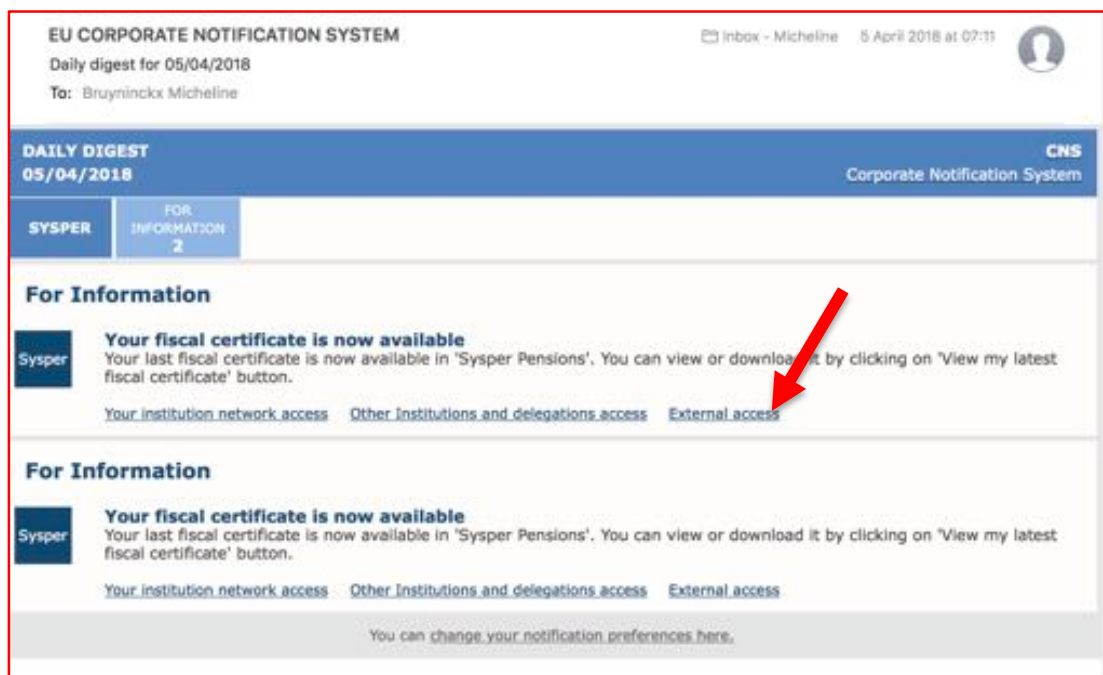 EU CORPORATE NOTIFICATION SYSTEM
Inbox - Micheline 5 April 2018 at 07:11
Daily digest for 05/04/2018
To: Bruyninckx Micheline
DAILY DIGEST
05/04/2018
CNS
Corporate Notification System
SYSPER
FOR
INFORMATION
2
For Information
Sysper
Your fiscal certificate is now available
Your last fiscal certificate is now available in 'Sysper Pensions'. You can view or download it by clicking on 'View my latest
fiscal certificate' button.
Your institution network access Other Institutions and delegations access External access
For Information
Sysper
Your fiscal certificate is now available
Your last fiscal certificate is now available in 'Sysper Pensions'. You can view or download it by clicking on 'View my latest
fiscal certificate' button.
Your institution network access Other Institutions and delegations access External access
You can change your notification preferences here.